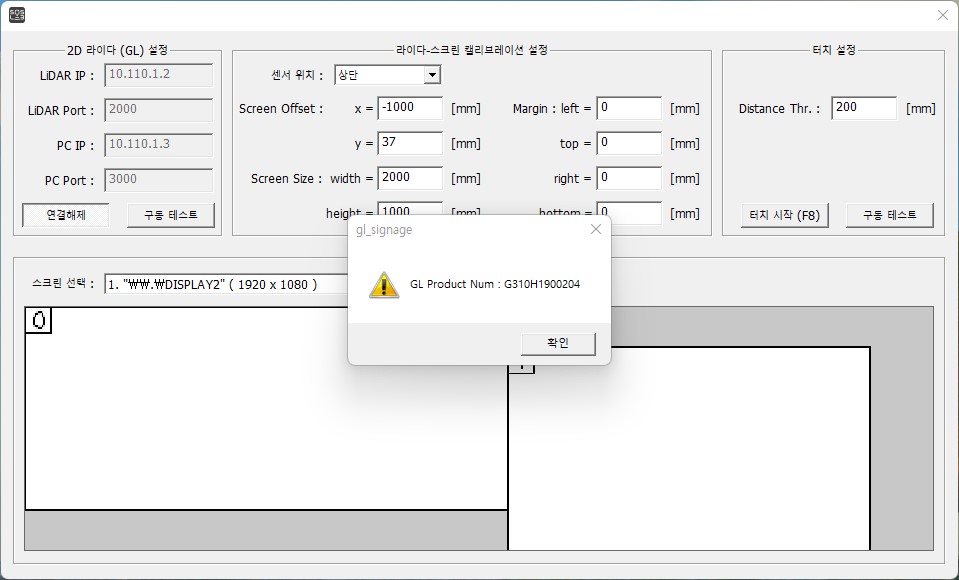 SOS
LAB
2D 라이다 (GL) 설정
LiDAR IP : 10.110.1.2
LiDAR Port : 2000
PC IP : 10.110.1.3
PC Port : 3000
연결해제 구동 테스트
라이다-스크린 캘리브레이션 설정
센서 위치 : 상단
Screen Offset : x = -1000 [mm] Margin : left = 0 [mm]
y = 37 [mm] top = 0 [mm]
Screen Size : width = 2000 [mm] right = 0 [mm]
height = 1000 [mm] bottom = 0 [mm]
터치 설정
Distance Thr. : 200 [mm]
터치 시작 (F8) 구동 테스트
gl_signage
GL Product Num : G310H1900204
확인
스크린 선택 : 1. "₩₩.₩DISPLAY2" ( 1920 x 1080 )
0